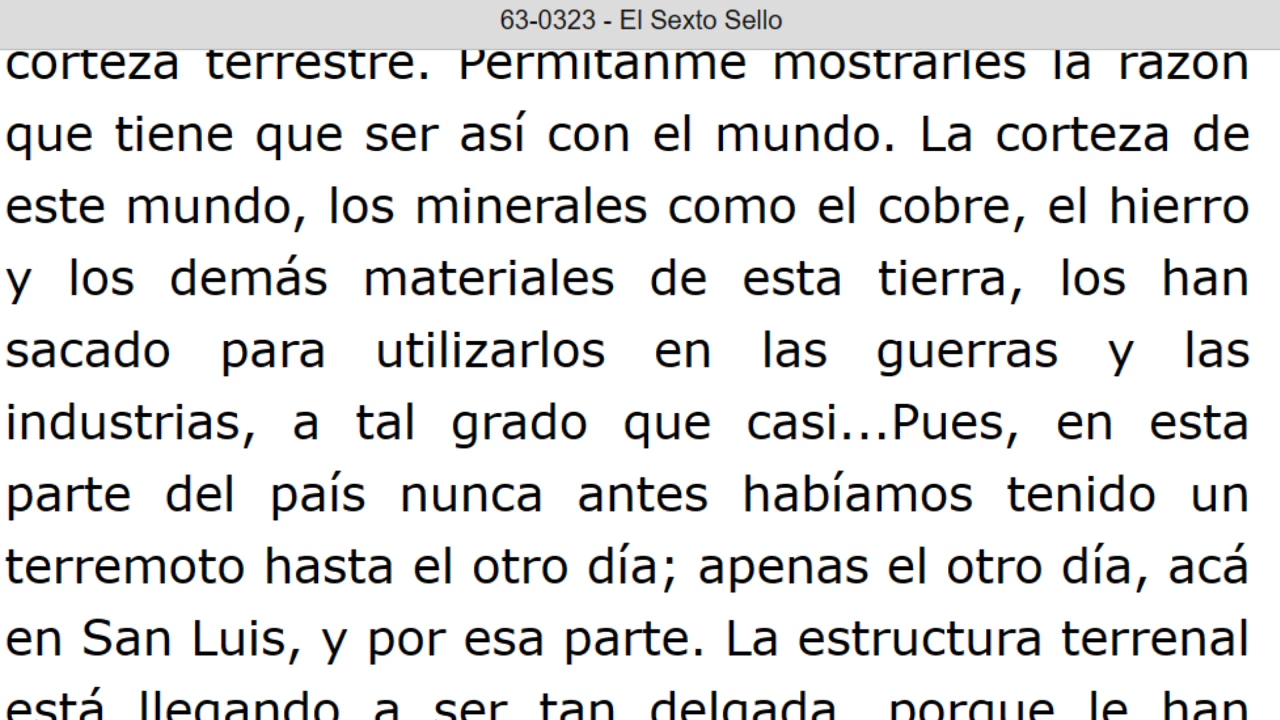 63-0323 - El Sexto Sello
corteza terrestre. Permítanme mostrarles la razón
que tiene que ser así con el mundo. La corteza de
este mundo, los minerales como el cobre, el hierro
y los demás materiales de esta tierra, los han
sacado para utilizarlos en las guerras y las
industrias, a tal grado que casi...Pues, en esta
parte del país nunca antes habíamos tenido un
terremoto hasta el otro día; apenas el otro día, acá
en San Luis, y por esa parte. La estructura terrenal
está llegando a ser tan delgada, porque le han